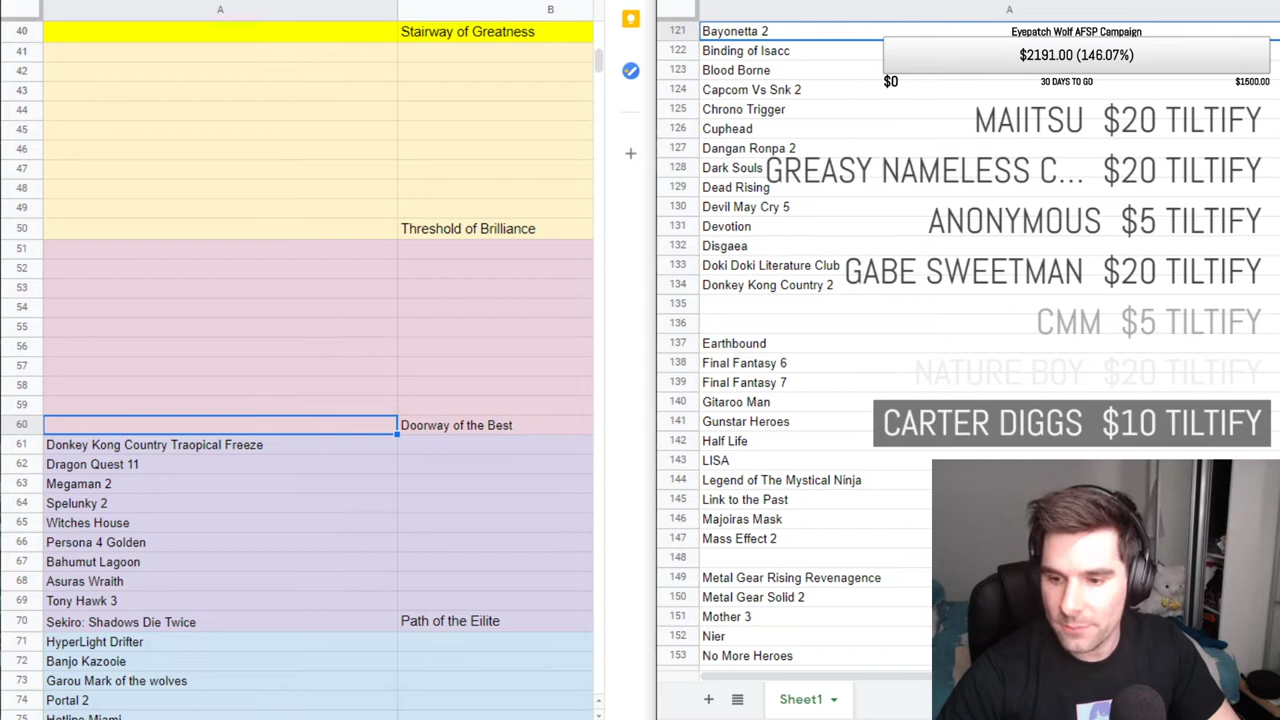 A
B
40 Stairway of Greatness
41
42
43
44
45
46
47
48
49
50 Threshold of Brilliance
51
52
53
54
55
56
57
58
59
60 Doorway of the Best
61 Donkey Kong Country Traopical Freeze
62 Dragon Quest 11
63 Megaman 2
64 Spelunky 2
65 Witches House
66 Persona 4 Golden
67 Bahumut Lagoon
68 Asuras Wraith
69 Tony Hawk 3
70 Sekiro: Shadows Die Twice Path of the Eilite
71 HyperLight Drifter
72 Banjo Kazooie
73 Garou Mark of the wolves
74 Portal 2
75 Hotline Miami
A
121 Bayonetta 2
122 Binding of Isacc
123 Blood Borne
124 Capcom Vs Snk 2
125 Chrono Trigger
126 Cuphead
127 Dangan Ronpa 2
128 Dark Souls
129 Dead Rising
130 Devil May Cry 5
131 Devotion
132 Disgaea
133 Doki Doki Literature Club
134 Donkey Kong Country 2
135
136
137 Earthbound
138 Final Fantasy 6
139 Final Fantasy 7
140 Gitaroo Man
141 Gunstar Heroes
142 Half Life
143 LISA
144 Legend of The Mystical Ninja
145 Link to the Past
146 Majoiras Mask
147 Mass Effect 2
148
149 Metal Gear Rising Revenagence
150 Metal Gear Solid 2
151 Mother 3
152 Nier
153 No More Heroes
Sheet1
Eyepatch Wolf AFSP Campaign
$2191.00 (146.07%)
$0 30 DAYS TO GO $1500.00
MAIITSU $20 TILTIFY
GREASY NAMELESS C... $20 TILTIFY
ANONYMOUS $5 TILTIFY
GABE SWEETMAN $20 TILTIFY
CMM $5 TILTIFY
NATURE BOY $20 TILTIFY
CARTER DIGGS $10 TILTIFY